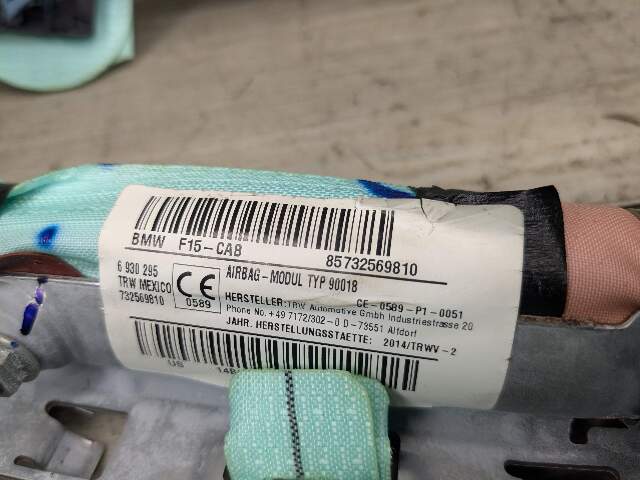 BMW F15-CAB 85732569810
6 930 295
TRW MEXICO
732569810
CE
0589
AIRBAG-MODUL TYP 90018
CE-0589-P1-0051
HERSTELLER: TRW Automotive GmbH Industriestrasse 20
Phone No. +49 7172/302-0 D-73551 Alfdorf
JAHR. HERSTELLUNGSSTAETTE: 2014/TRWV-2
US